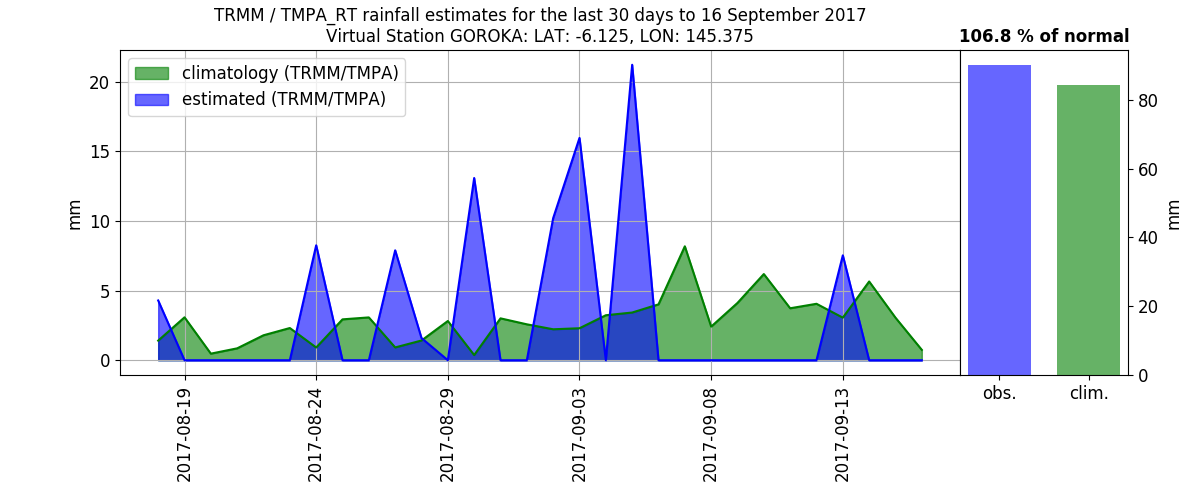 TRMM / TMPA_RT rainfall estimates for the last 30 days to 16 September 2017
Virtual Station GOROKA: LAT: -6.125, LON: 145.375
106.8 % of normal
climatology (TRMM/TMPA)
estimated (TRMM/TMPA)
mm
20
15
10
5
0
2017-08-19
2017-08-24
2017-08-29
2017-09-03
2017-09-08
2017-09-13
80
60
40
20
0
mm
obs.
clim.